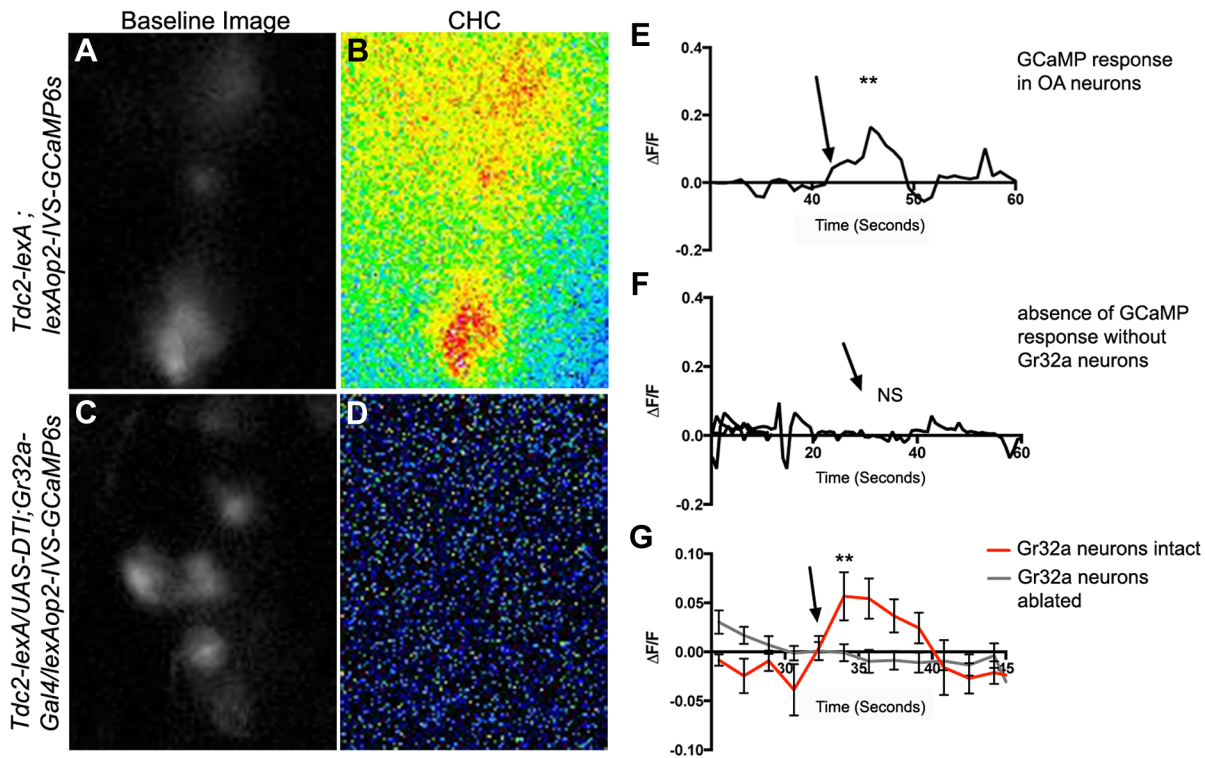 Baseline Image
CHC
Tdc2-lexA ;
lexAop2-IVS-GCaMP6s
A
B
Tdc2-lexA/UAS-DTI;Gr32a-
Gal4/lexAop2-IVS-GCaMP6s
C
D
E
0.4
0.2
0.0
-0.2
ΔF/F
**
40
50
60
Time (Seconds)
GCaMP response
in OA neurons
F
0.4
0.2
0.0
-0.2
ΔF/F
NS
20
40
60
Time (Seconds)
absence of GCaMP
response without
Gr32a neurons
G
0.10
0.05
0.00
-0.05
-0.10
ΔF/F
**
30
35
40
45
Time (Seconds)
Gr32a neurons intact
Gr32a neurons
ablated